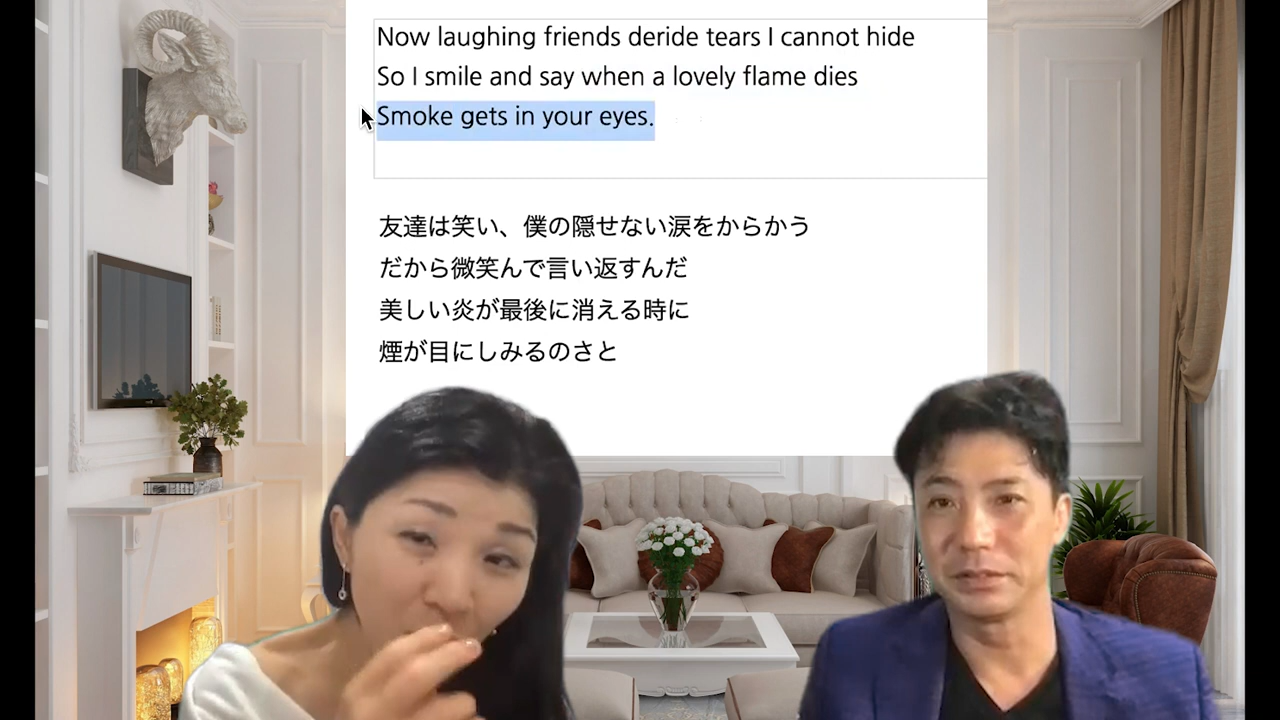 Now laughing friends deride tears I cannot hide
So I smile and say when a lovely flame dies
Smoke gets in your eyes.
友達は笑い、僕の隠せない涙をからかう
だから微笑んで言い返すんだ
美しい炎が最後に消える時に
煙が目にしみるのさと